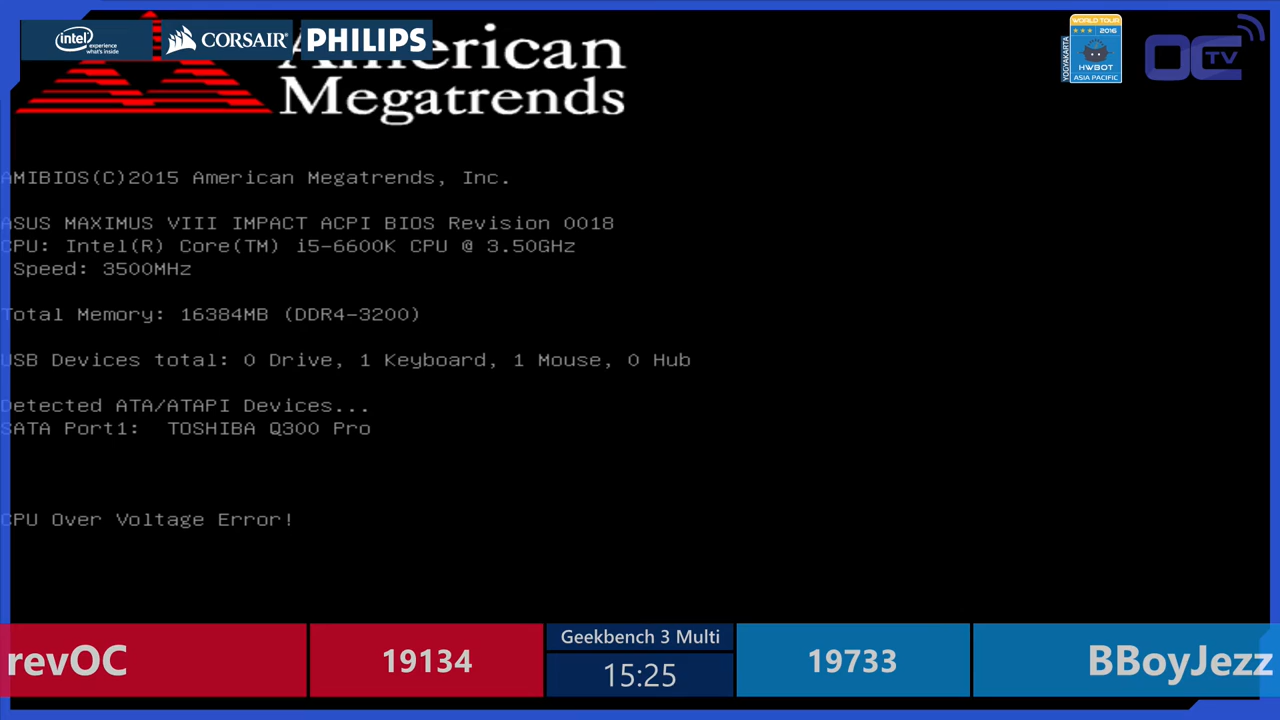 intel
experience
what's inside
CORSAIR
PHILIPS
American
Megatrends
WORLD TOUR
2016
YOGYAKARTA
HWBOT
ASIA PACIFIC
OC TV
AMIBIOS(C)2015 American Megatrends, Inc.
ASUS MAXIMUS VIII IMPACT ACPI BIOS Revision 0018
CPU: Intel(R) Core(TM) i5-6600K CPU @ 3.50GHz
Speed: 3500MHz
Total Memory: 16384MB (DDR4-3200)
USB Devices total: 0 Drive, 1 Keyboard, 1 Mouse, 0 Hub
Detected ATA/ATAPI Devices...
SATA Port1: TOSHIBA Q300 Pro
CPU Over Voltage Error!
revOC
19134
Geekbench 3 Multi
15:25
19733
BBoyJezz